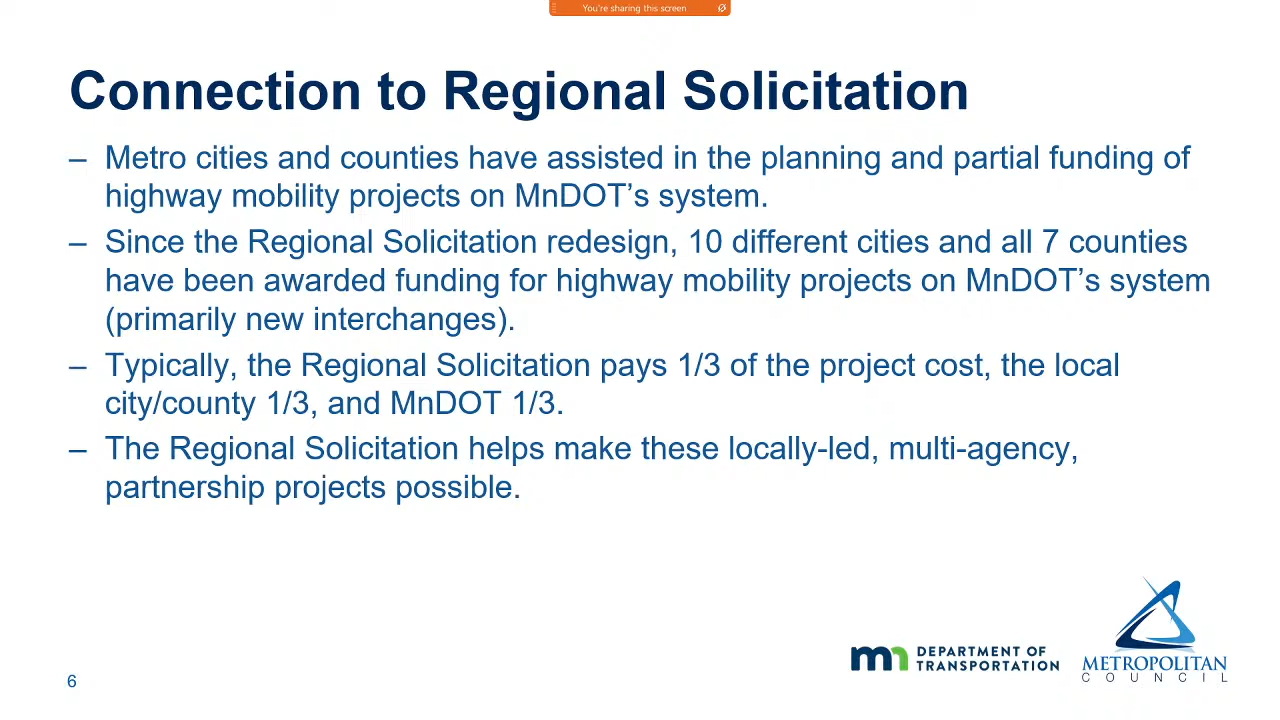 You're sharing this screen
Connection to Regional Solicitation
– Metro cities and counties have assisted in the planning and partial funding of
highway mobility projects on MnDOT’s system.
– Since the Regional Solicitation redesign, 10 different cities and all 7 counties
have been awarded funding for highway mobility projects on MnDOT’s system
(primarily new interchanges).
– Typically, the Regional Solicitation pays 1/3 of the project cost, the local
city/county 1/3, and MnDOT 1/3.
– The Regional Solicitation helps make these locally-led, multi-agency,
partnership projects possible.
mn DEPARTMENT OF
TRANSPORTATION
METROPOLITAN
COUNCIL
6